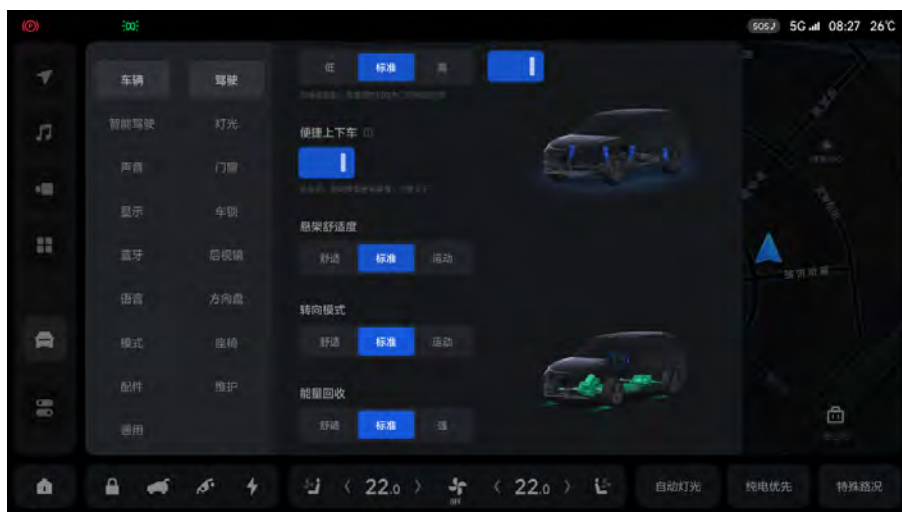 SOS 5G 08:27 26℃
车辆
智能驾驶
声音
显示
蓝牙
语言
模式
配件
通用
驾驶
灯光
门窗
车锁
后视镜
方向盘
座椅
维护
低 标准 高
便捷上下车
悬架舒适度
舒适 标准 运动
转向模式
舒适 标准 运动
能量回收
舒适 标准 强
22.0
OFF
22.0
自动灯光
纯电优先
特殊路况